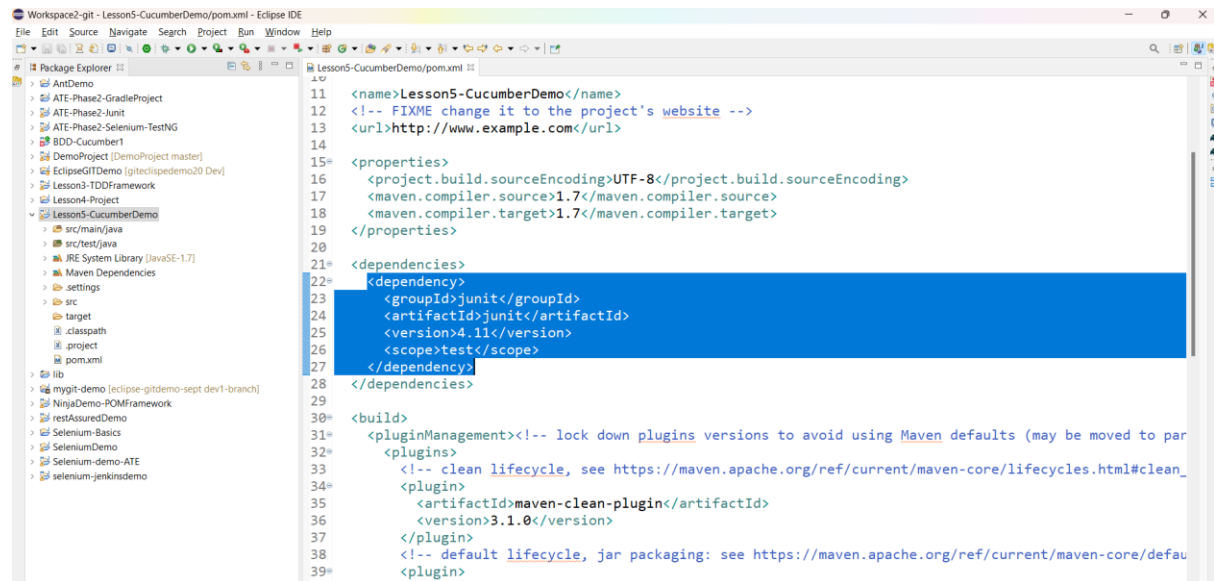 Workspace2-git - Lesson5-CucumberDemo/pom.xml - Eclipse IDE
File Edit Source Navigate Search Project Run Window Help
Package Explorer
AntDemo
ATE-Phase2-GradleProject
ATE-Phase2-Junit
ATE-Phase2-Selenium-TestNG
BDD-Cucumber1
DemoProject [DemoProject master]
EclipseGITDemo [giteclispedemo20 Dev]
Lesson3-TDDFramework
Lesson4-Project
Lesson5-CucumberDemo
src/main/java
src/test/java
JRE System Library [JavaSE-1.7]
Maven Dependencies
.settings
src
target
.classpath
.project
pom.xml
lib
mygit-demo [eclipse-gitdemo-sept dev1-branch]
NinjaDemo-POMFramework
restAssuredDemo
Selenium-Basics
SeleniumDemo
Selenium-demo-ATE
selenium-jenkinsdemo
Lesson5-CucumberDemo/pom.xml
10
11 <name>Lesson5-CucumberDemo</name>
12 <!-- FIXME change it to the project's website -->
13 <url>http://www.example.com</url>
14
15 <properties>
16 <project.build.sourceEncoding>UTF-8</project.build.sourceEncoding>
17 <maven.compiler.source>1.7</maven.compiler.source>
18 <maven.compiler.target>1.7</maven.compiler.target>
19 </properties>
20
21 <dependencies>
22 <dependency>
23 <groupId>junit</groupId>
24 <artifactId>junit</artifactId>
25 <version>4.11</version>
26 <scope>test</scope>
27 </dependency>
28 </dependencies>
29
30 <build>
31 <pluginManagement><!-- lock down plugins versions to avoid using Maven defaults (may be moved to par
32 <plugins>
33 <!-- clean lifecycle, see https://maven.apache.org/ref/current/maven-core/lifecycles.html#clean_
34 <plugin>
35 <artifactId>maven-clean-plugin</artifactId>
36 <version>3.1.0</version>
37 </plugin>
38 <!-- default lifecycle, jar packaging: see https://maven.apache.org/ref/current/maven-core/defau
39 <plugin>